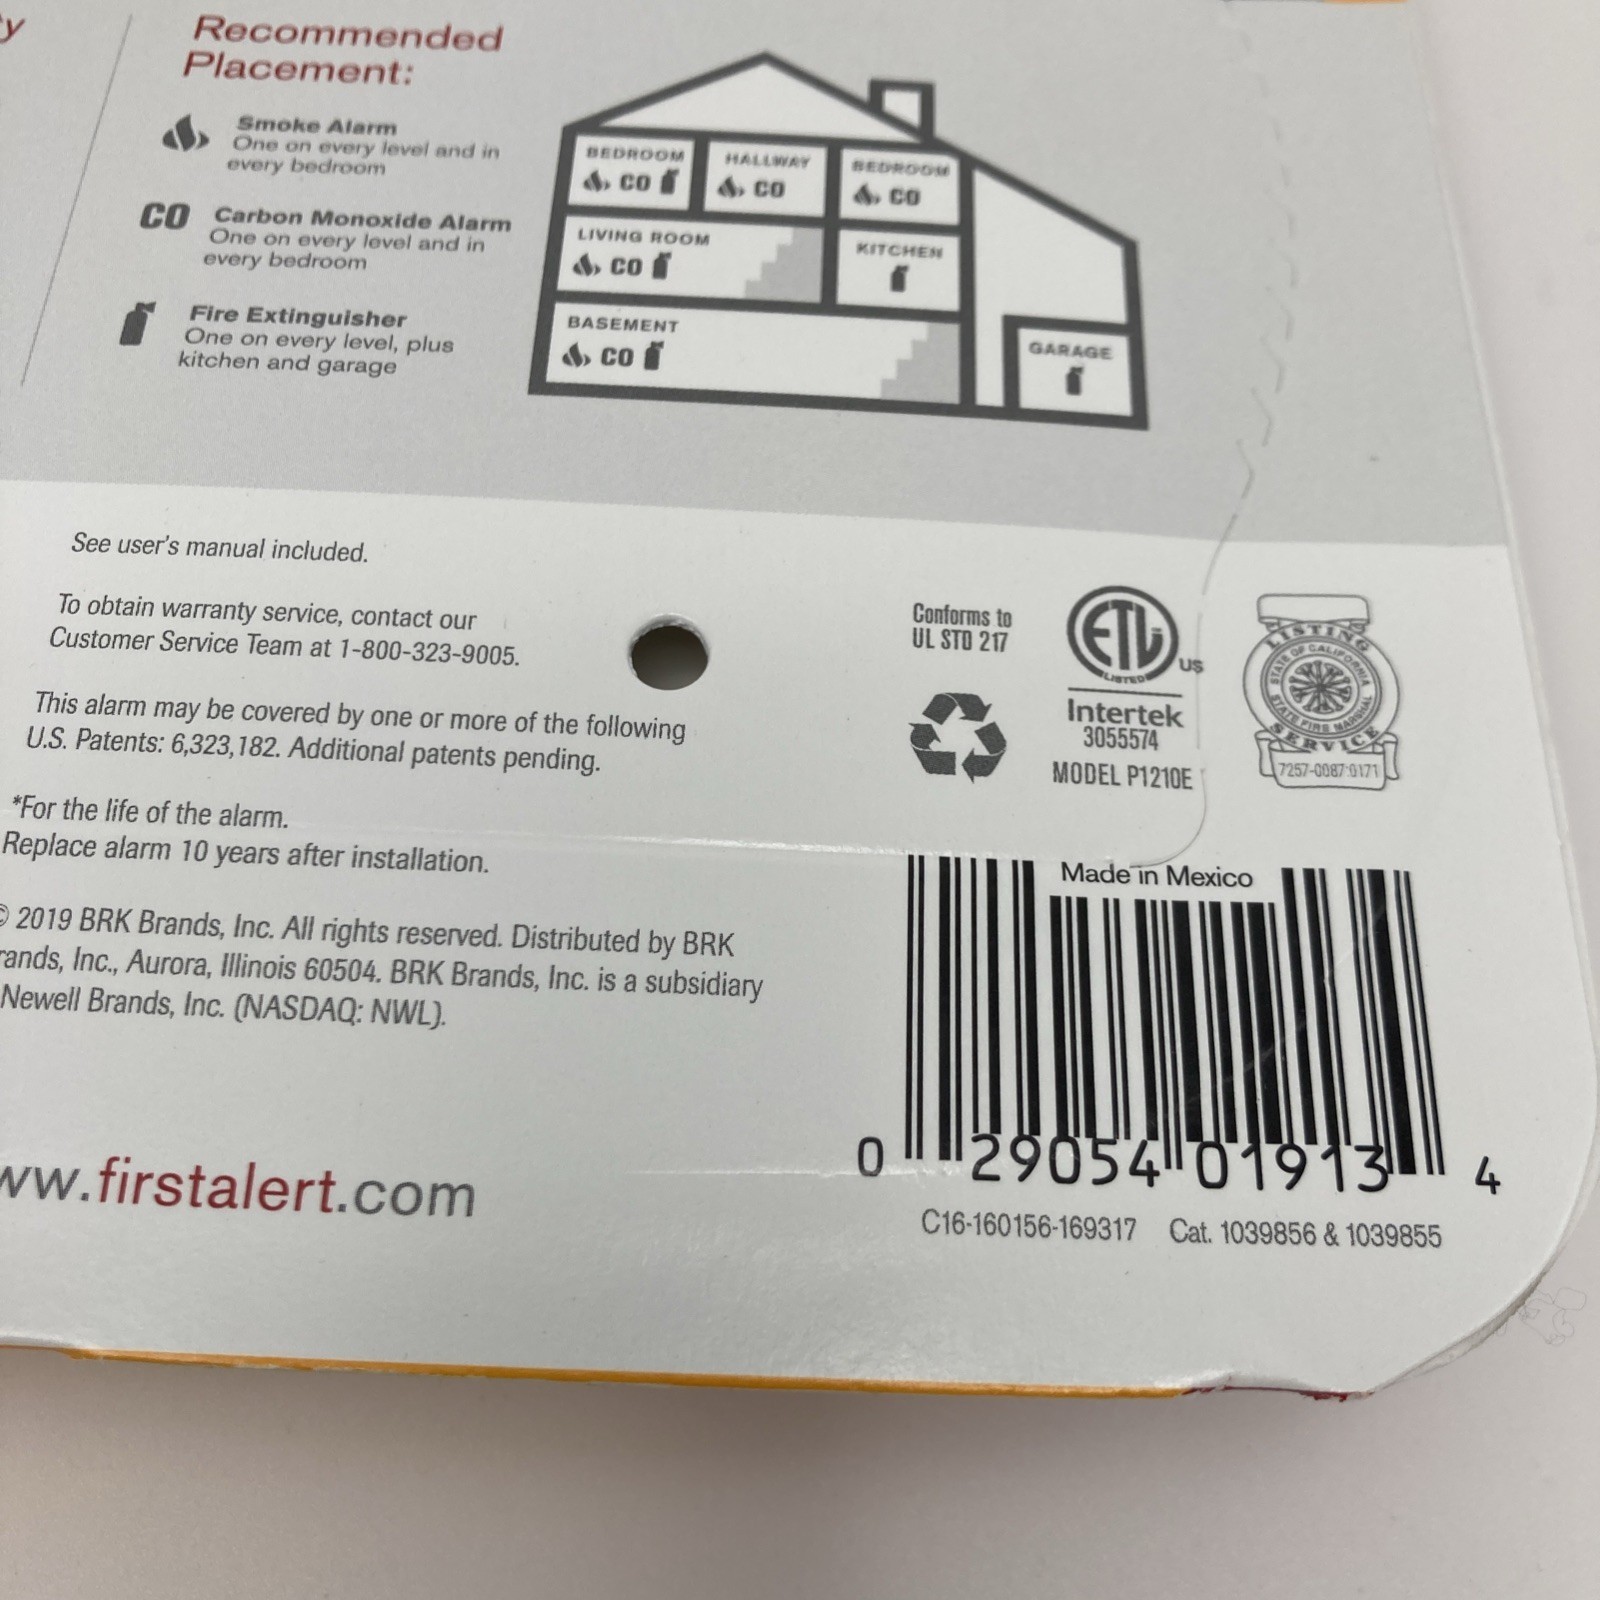 y
Recommended
Placement:
Smoke Alarm
One on every level and in
every bedroom
CO
Carbon Monoxide Alarm
One on every level and in
every bedroom
Fire Extinguisher
One on every level, plus
kitchen and garage
BEDROOM
CO
HALLWAY
CO
BEDROOM
CO
LIVING ROOM
CO
KITCHEN
BASEMENT
CO
GARAGE
See user's manual included.
To obtain warranty service, contact our
Customer Service Team at 1-800-323-9005.
This alarm may be covered by one or more of the following
U.S. Patents: 6,323,182. Additional patents pending.
*For the life of the alarm.
Replace alarm 10 years after installation.
© 2019 BRK Brands, Inc. All rights reserved. Distributed by BRK
rands, Inc., Aurora, Illinois 60504. BRK Brands, Inc. is a subsidiary
Newell Brands, Inc. (NASDAQ: NWL).
ww.firstalert.com
Conforms to
UL STD 217
ETL
LISTED
US
Intertek
3055574
MODEL P1210E
LISTING
STATE OF CALIFORNIA
STATE FIRE MARSHAL
SERVICE
7257-0087:0171
Made in Mexico
0 29054 01913 4
C16-160156-169317 Cat. 1039856 & 1039855